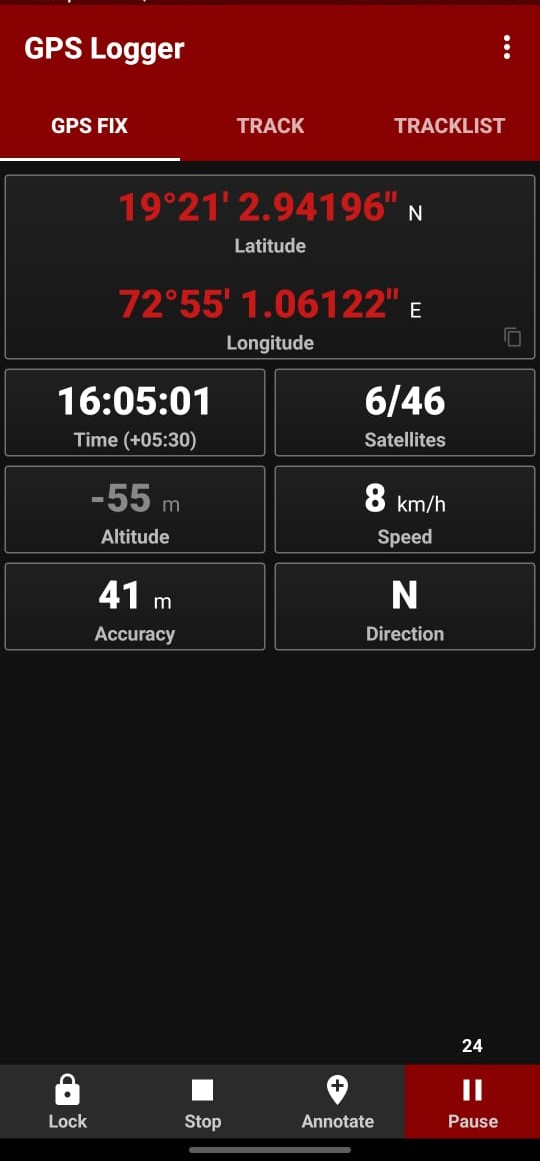 GPS Logger
GPS FIX TRACK TRACKLIST
19°21' 2.94196" N
Latitude
72°55' 1.06122" E
Longitude
16:05:01 6/46
Time (+05:30) Satellites
-55 m 8 km/h
Altitude Speed
41 m N
Accuracy Direction
24
Lock Stop Annotate Pause